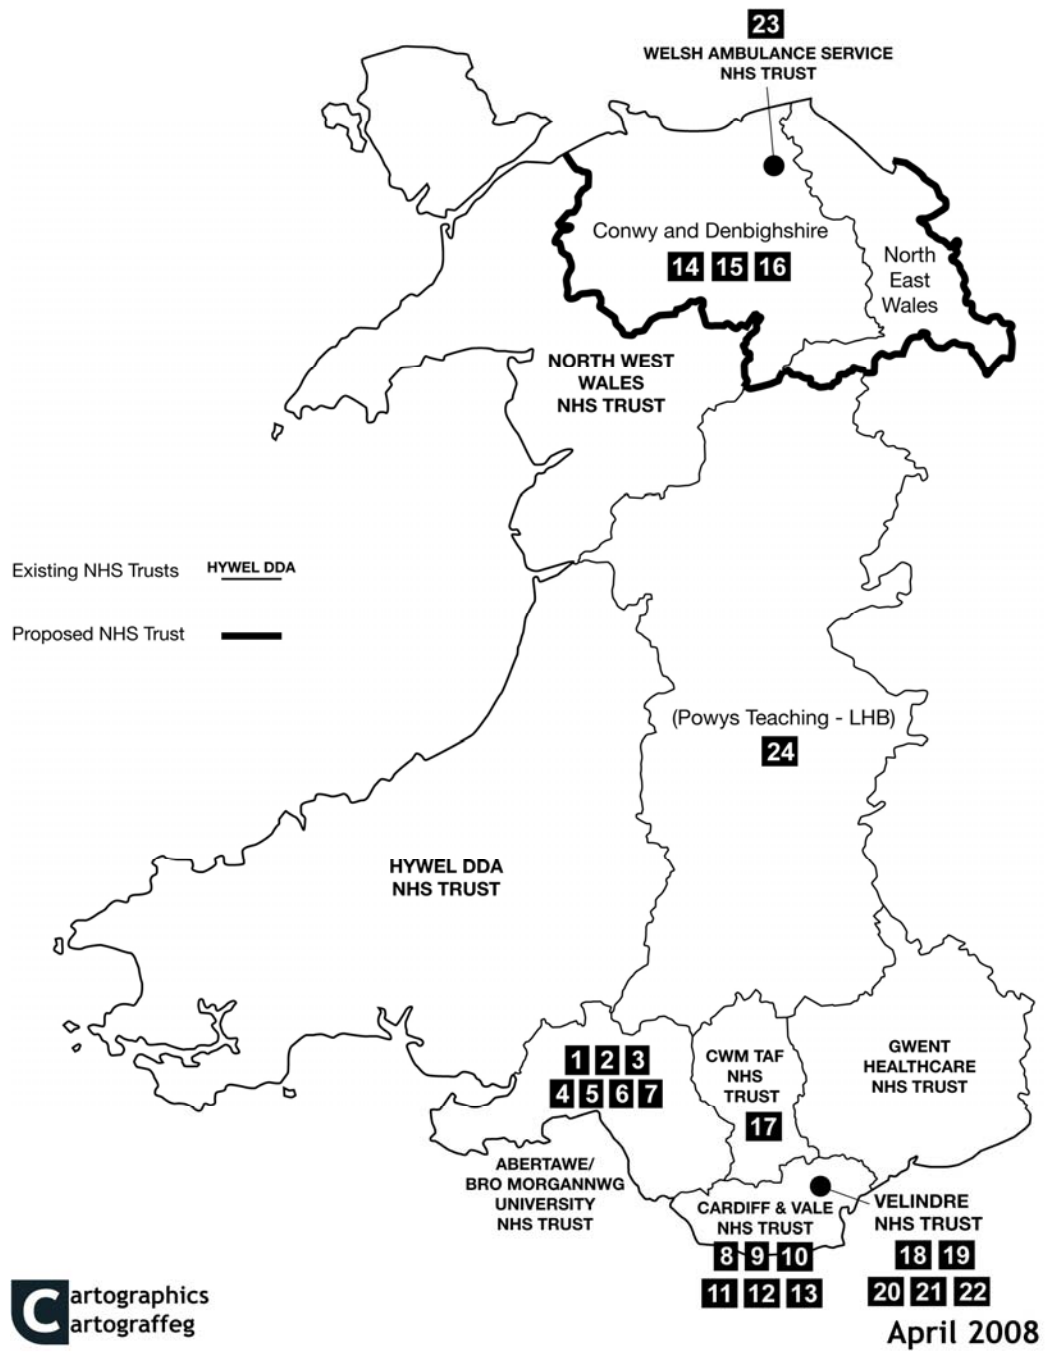 23
WELSH AMBULANCE SERVICE
NHS TRUST
Conwy and Denbighshire
14 15 16
North
East
Wales
NORTH WEST
WALES
NHS TRUST
Existing NHS Trusts HYWEL DDA
Proposed NHS Trust
(Powys Teaching - LHB)
24
HYWEL DDA
NHS TRUST
1 2 3
4 5 6 7
ABERTAWE/
BRO MORGANNWG
UNIVERSITY
NHS TRUST
CWM TAF
NHS
TRUST
17
GWENT
HEALTHCARE
NHS TRUST
CARDIFF & VALE
NHS TRUST
8 9 10
11 12 13
VELINDRE
NHS TRUST
18 19
20 21 22
Cartographics
Cartograffeg
April 2008